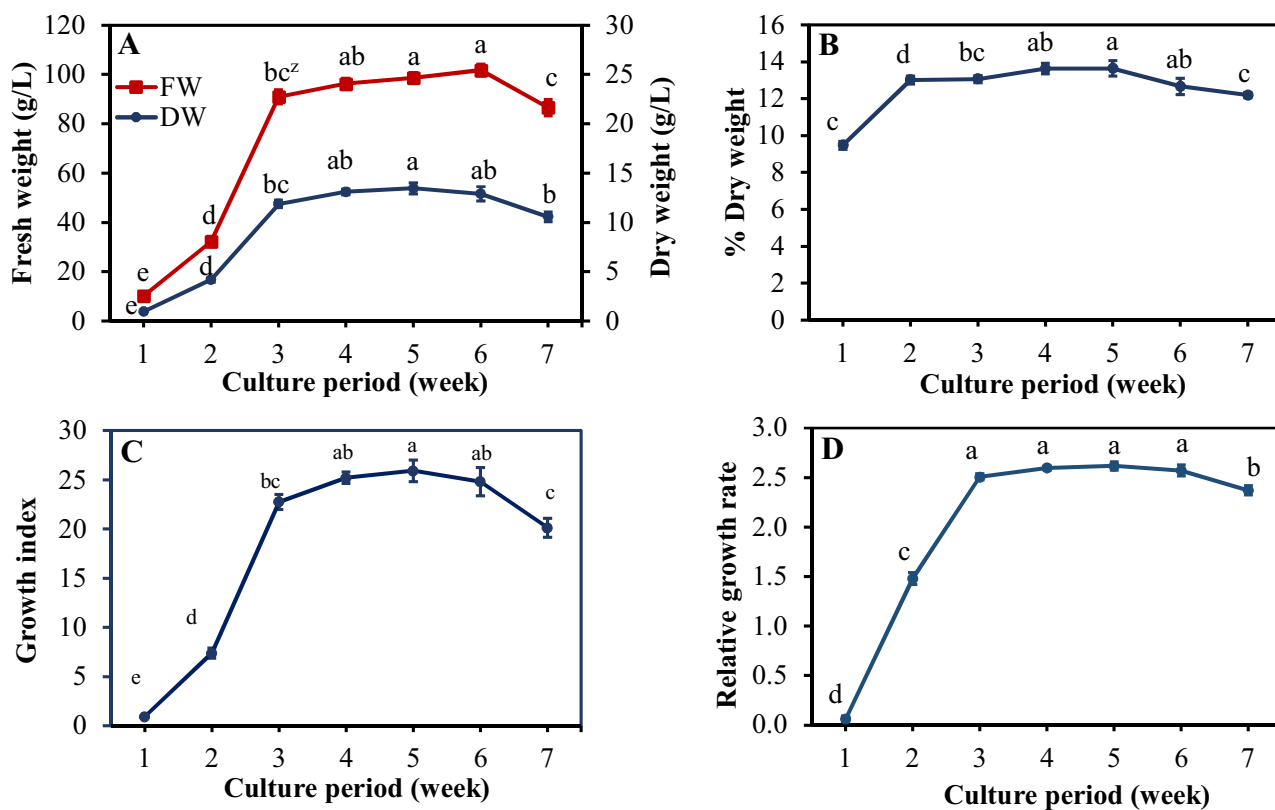 A
FW
DW
Fresh weight (g/L)
120
100
80
60
40
20
0
Dry weight (g/L)
30
25
20
15
10
5
0
e
d
bcᶻ
ab
a
a
c
e
d
bc
ab
a
ab
b
1 2 3 4 5 6 7
Culture period (week)
B
% Dry weight
16
14
12
10
8
6
4
2
0
c
d
bc
ab
a
ab
c
1 2 3 4 5 6 7
Culture period (week)
C
Growth index
30
25
20
15
10
5
0
e
d
bc
ab
a
ab
c
1 2 3 4 5 6 7
Culture period (week)
D
Relative growth rate
3.0
2.5
2.0
1.5
1.0
0.5
0.0
d
c
a
a
a
a
b
1 2 3 4 5 6 7
Culture period (week)